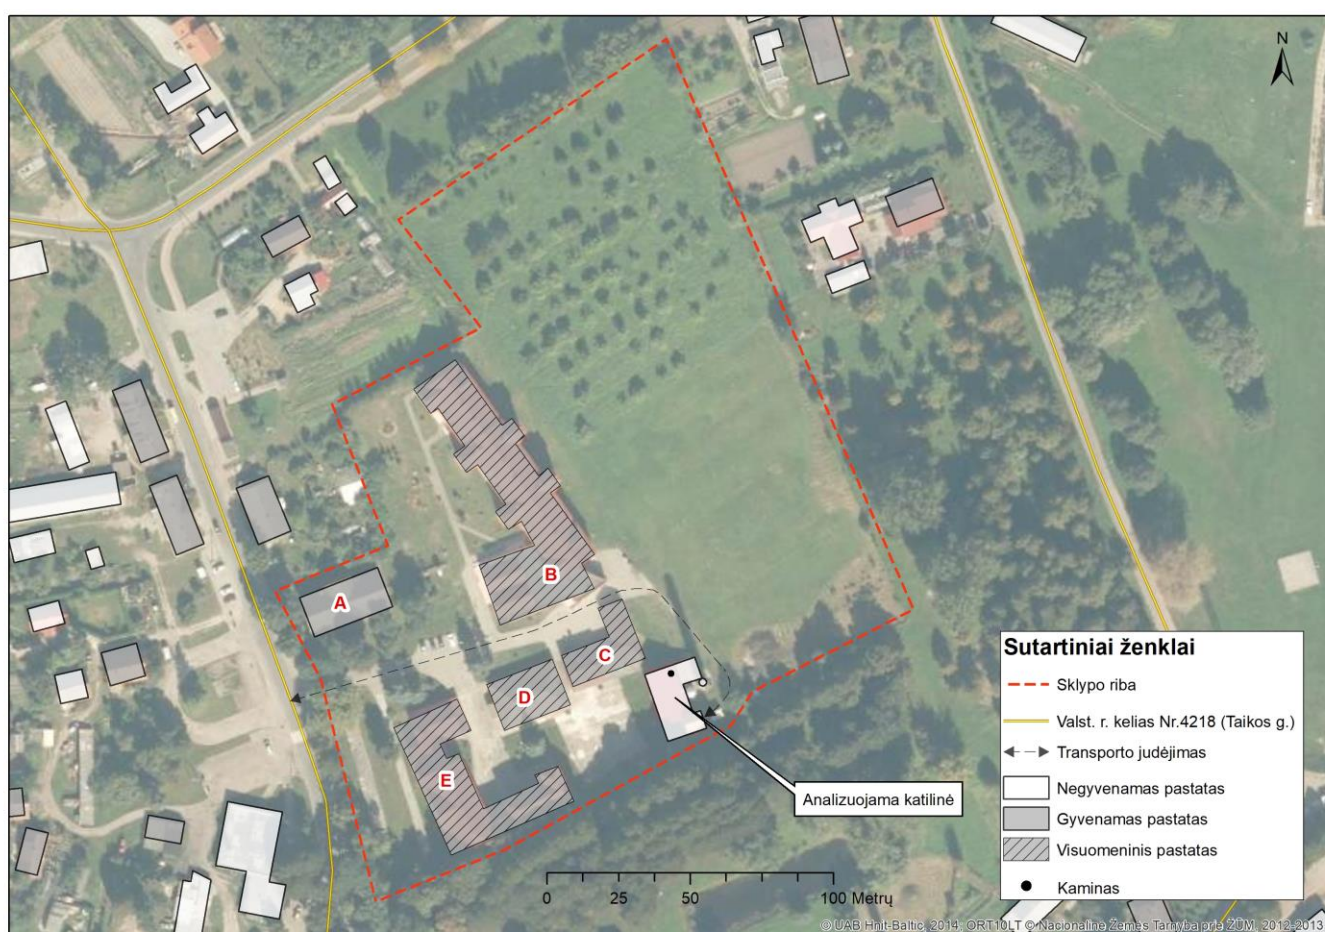 N
A
B
C
D
E
Analizuojama katilinė
Sutartiniai ženklai
Sklypo riba
Valst. r. kelias Nr.4218 (Taikos g.)
Transporto judėjimas
Negyvenamas pastatas
Gyvenamas pastatas
Visuomeninis pastatas
Kaminas
0 25 50 100 Metrų
© UAB Hnit-Baltic, 2014; ORT10LT © Nacionalinė Žemės Tarnyba prie ŽŪM, 2012-2013